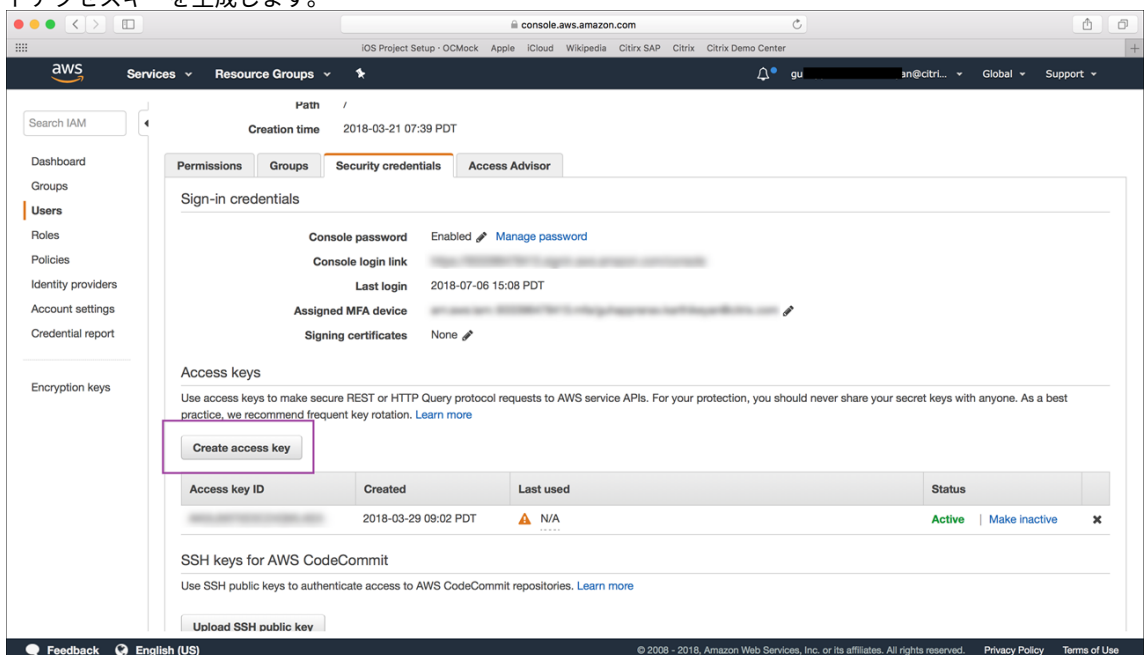 ドアクセスキーを生成します。
console.aws.amazon.com
iOS Project Setup · OCMock Apple iCloud Wikipedia Citirx SAP Citrix Citrix Demo Center
aws Services Resource Groups gu an@citri... Global Support
Search IAM
Dashboard
Groups
Users
Roles
Policies
Identity providers
Account settings
Credential report
Encryption keys
Path /
Creation time 2018-03-21 07:39 PDT
Permissions Groups Security credentials Access Advisor
Sign-in credentials
Console password Enabled Manage password
Console login link
Last login 2018-07-06 15:08 PDT
Assigned MFA device
Signing certificates None
Access keys
Use access keys to make secure REST or HTTP Query protocol requests to AWS service APIs. For your protection, you should never share your secret keys with anyone. As a best
practice, we recommend frequent key rotation. Learn more
Create access key
Access key ID Created Last used Status
2018-03-29 09:02 PDT N/A Active | Make inactive
SSH keys for AWS CodeCommit
Use SSH public keys to authenticate access to AWS CodeCommit repositories. Learn more
Upload SSH public key
Feedback English (US) © 2008 - 2018, Amazon Web Services, Inc. or its affiliates. All rights reserved. Privacy Policy Terms of Use